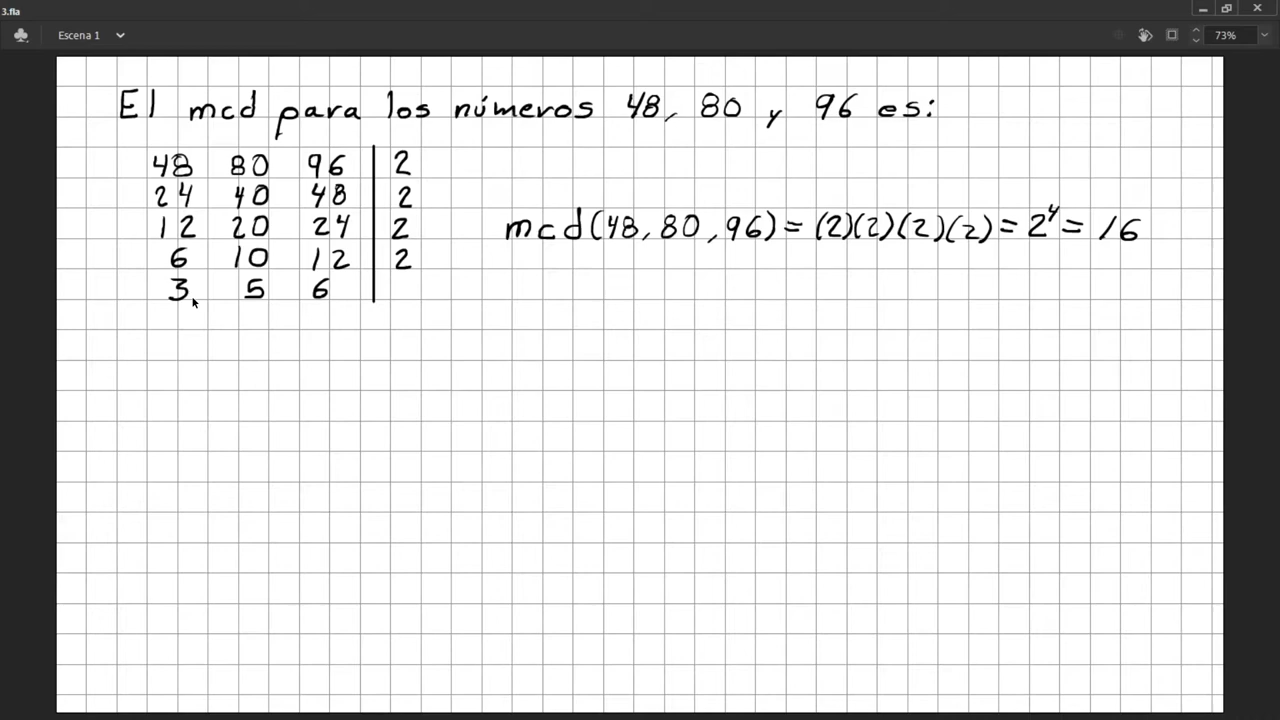 3.fla
Escena 1
73%
El mcd para los números 48, 80 y 96 es:
48 80 96 | 2
24 40 48 | 2
12 20 24 | 2
6 10 12 | 2
3 5 6 |
mcd(48, 80, 96) = (2)(2)(2)(2) = 2⁴ = 16